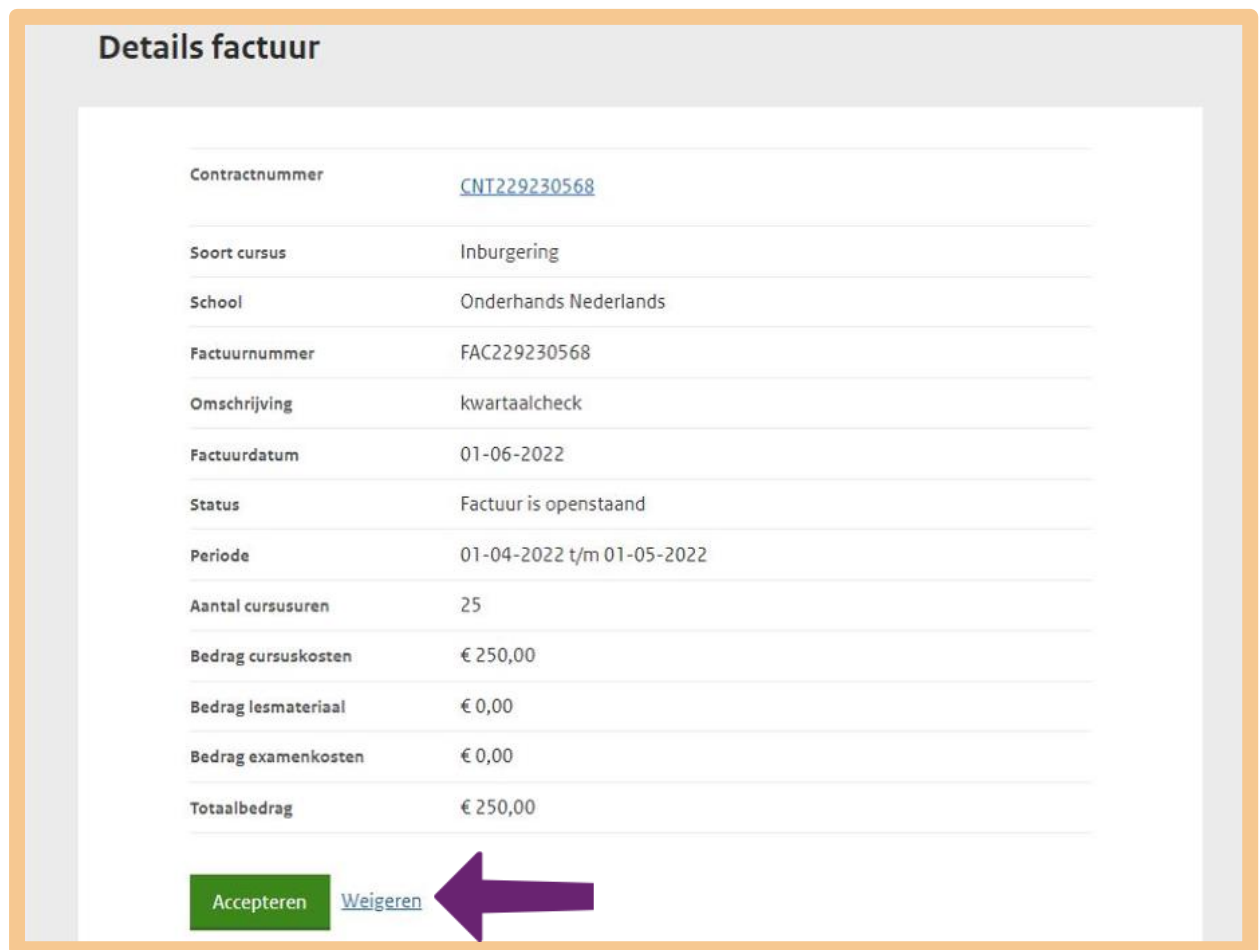 Details factuur
Contractnummer CNT229230568
Soort cursus Inburgering
School Onderhands Nederlands
Factuurnummer FAC229230568
Omschrijving kwartaalcheck
Factuurdatum 01-06-2022
Status Factuur is openstaand
Periode 01-04-2022 t/m 01-05-2022
Aantal cursusuren 25
Bedrag cursuskosten € 250,00
Bedrag lesmateriaal € 0,00
Bedrag examenkosten € 0,00
Totaalbedrag € 250,00
Accepteren Weigeren